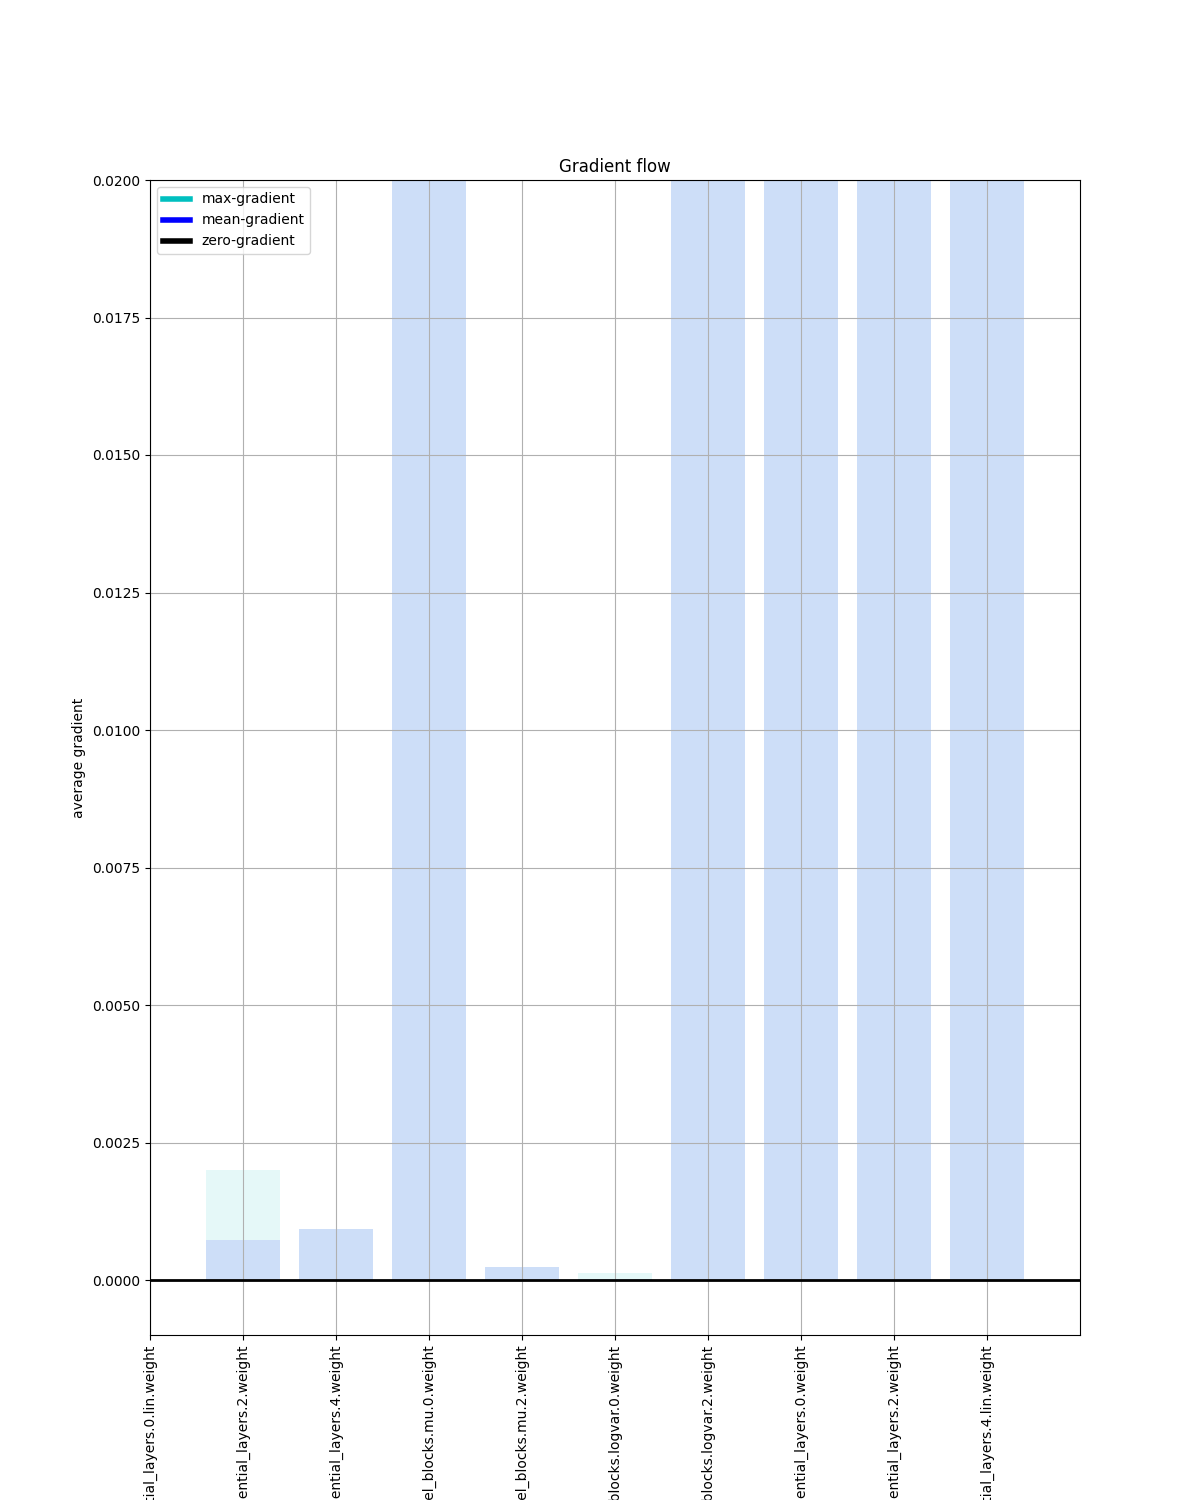 Gradient flow
max-gradient
mean-gradient
zero-gradient
0.0200
0.0175
0.0150
0.0125
0.0100
0.0075
0.0050
0.0025
0.0000
average gradient
tial_layers.0.lin.weight
ential_layers.2.weight
ential_layers.4.weight
el_blocks.mu.0.weight
el_blocks.mu.2.weight
blocks.logvar.0.weight
blocks.logvar.2.weight
ential_layers.0.weight
ential_layers.2.weight
tial_layers.4.lin.weight